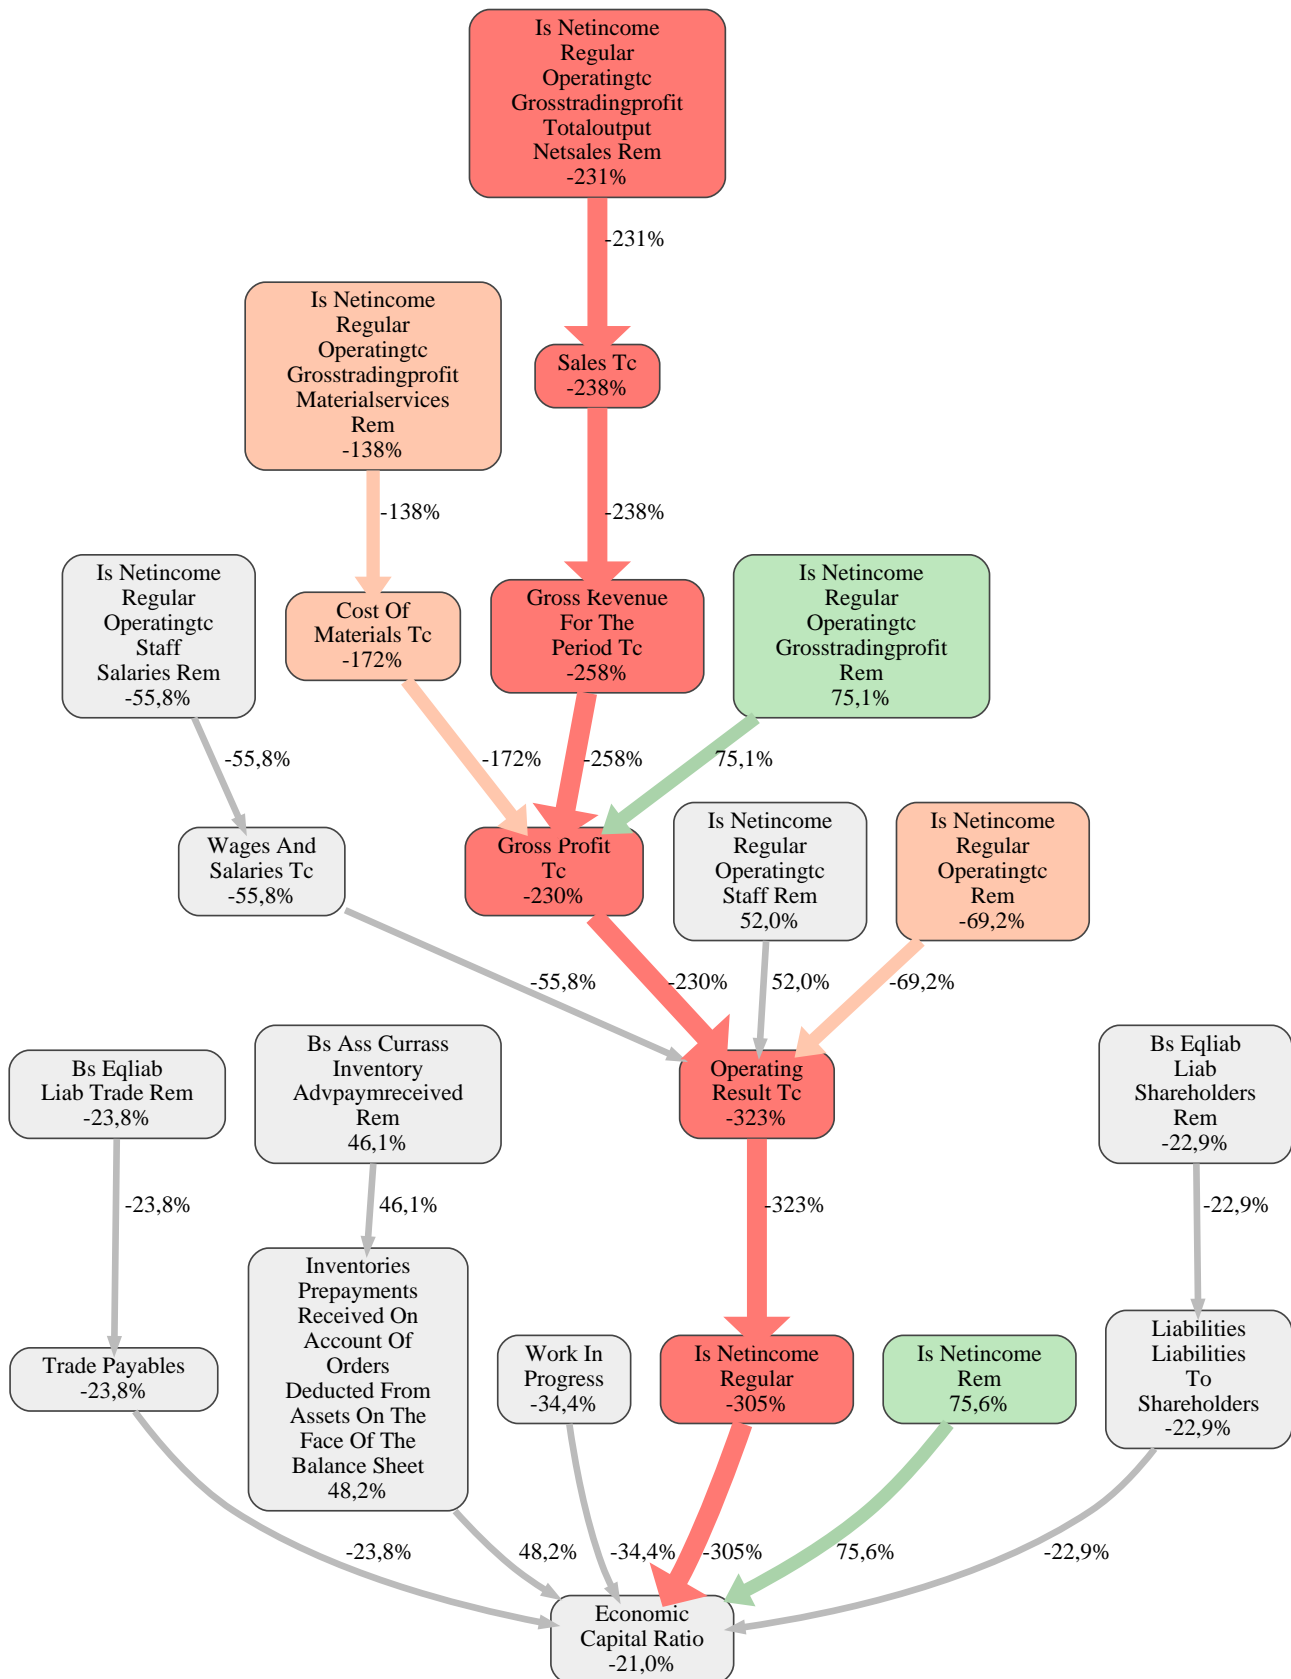 Is Netincome
Regular
Operatingtc
Grosstradingprofit
Totaloutput
Netsales Rem
-231%
-231%
Is Netincome
Regular
Operatingtc
Grosstradingprofit
Materialservices
Rem
-138%
Sales Tc
-238%
-138%
-238%
Is Netincome
Regular
Operatingtc
Staff
Salaries Rem
-55,8%
Cost Of
Materials Tc
-172%
Gross Revenue
For The
Period Tc
-258%
Is Netincome
Regular
Operatingtc
Grosstradingprofit
Rem
75,1%
-55,8%
-172%
-258%
75,1%
Wages And
Salaries Tc
-55,8%
Gross Profit
Tc
-230%
Is Netincome
Regular
Operatingtc
Staff Rem
52,0%
Is Netincome
Regular
Operatingtc
Rem
-69,2%
-55,8%
-230%
52,0%
-69,2%
Bs Eqliab
Liab Trade Rem
-23,8%
Bs Ass Currass
Inventory
Advpaymreceived
Rem
46,1%
Operating
Result Tc
-323%
Bs Eqliab
Liab
Shareholders
Rem
-22,9%
-23,8%
46,1%
-323%
-22,9%
Trade Payables
-23,8%
Inventories
Prepayments
Received On
Account Of
Orders
Deducted From
Assets On The
Face Of The
Balance Sheet
48,2%
Work In
Progress
-34,4%
Is Netincome
Regular
-305%
Is Netincome
Rem
75,6%
Liabilities
Liabilities
To
Shareholders
-22,9%
-23,8%
48,2%
-34,4%
-305%
75,6%
-22,9%
Economic
Capital Ratio
-21,0%